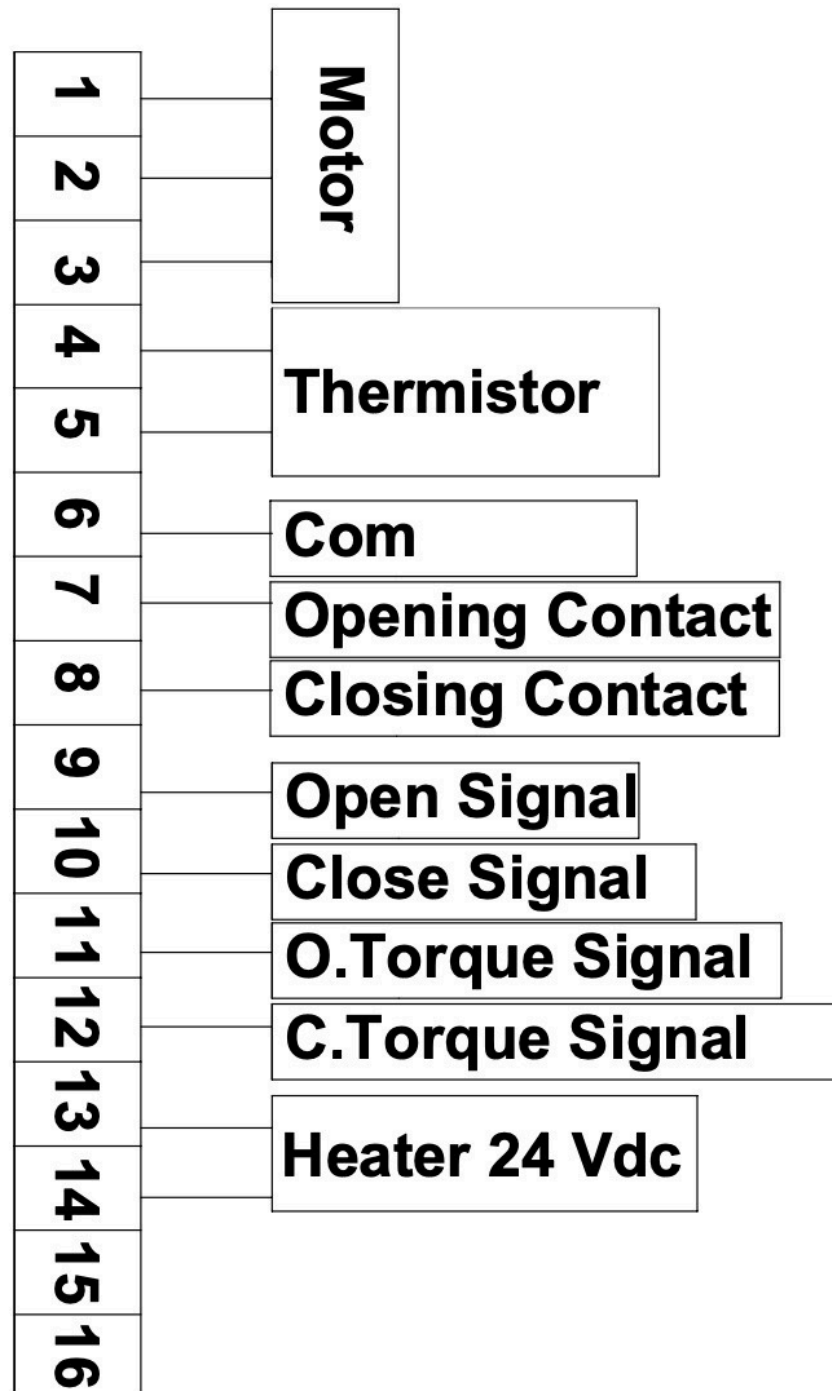 1
Motor
2
3
4
Thermistor
5
6
Com
7
Opening Contact
8
Closing Contact
9
Open Signal
10
Close Signal
11
O.Torque Signal
12
C.Torque Signal
13
Heater 24 Vdc
14
15
16